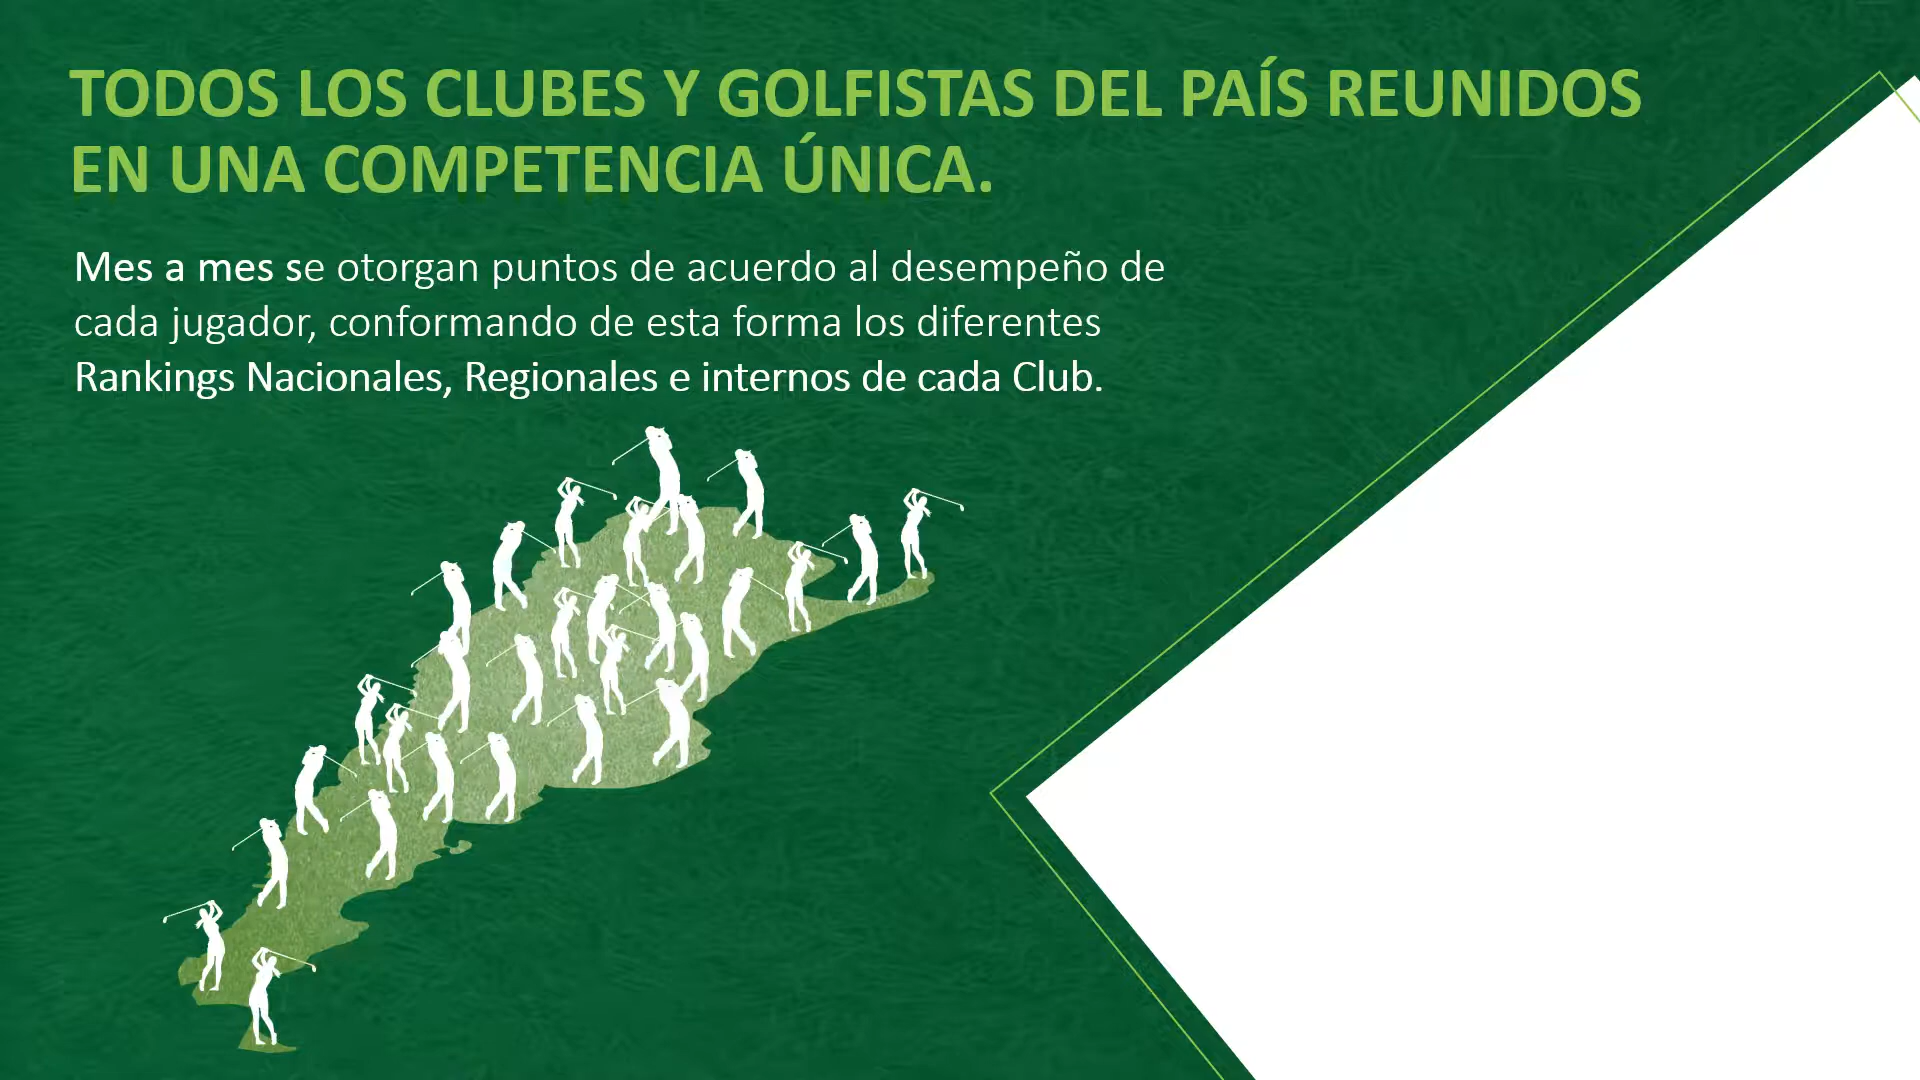 TODOS LOS CLUBES Y GOLFISTAS DEL PAÍS REUNIDOS
EN UNA COMPETENCIA ÚNICA.
Mes a mes se otorgan puntos de acuerdo al desempeño de
cada jugador, conformando de esta forma los diferentes
Rankings Nacionales, Regionales e internos de cada Club.